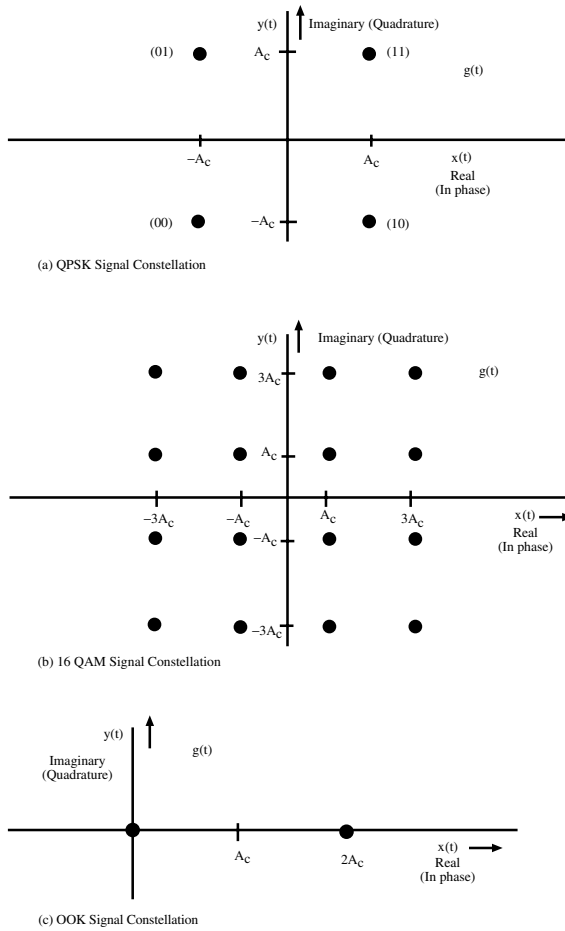 y(t) Imaginary (Quadrature)
(01) A_c (11)
g(t)
−A_c A_c x(t)
Real
(In phase)
(00) −A_c (10)
(a) QPSK Signal Constellation
y(t) Imaginary (Quadrature)
3A_c g(t)
A_c
−3A_c −A_c A_c 3A_c x(t)
Real
(In phase)
−A_c
−3A_c
(b) 16 QAM Signal Constellation
y(t)
g(t)
Imaginary
(Quadrature)
A_c 2A_c x(t)
Real
(In phase)
(c) OOK Signal Constellation